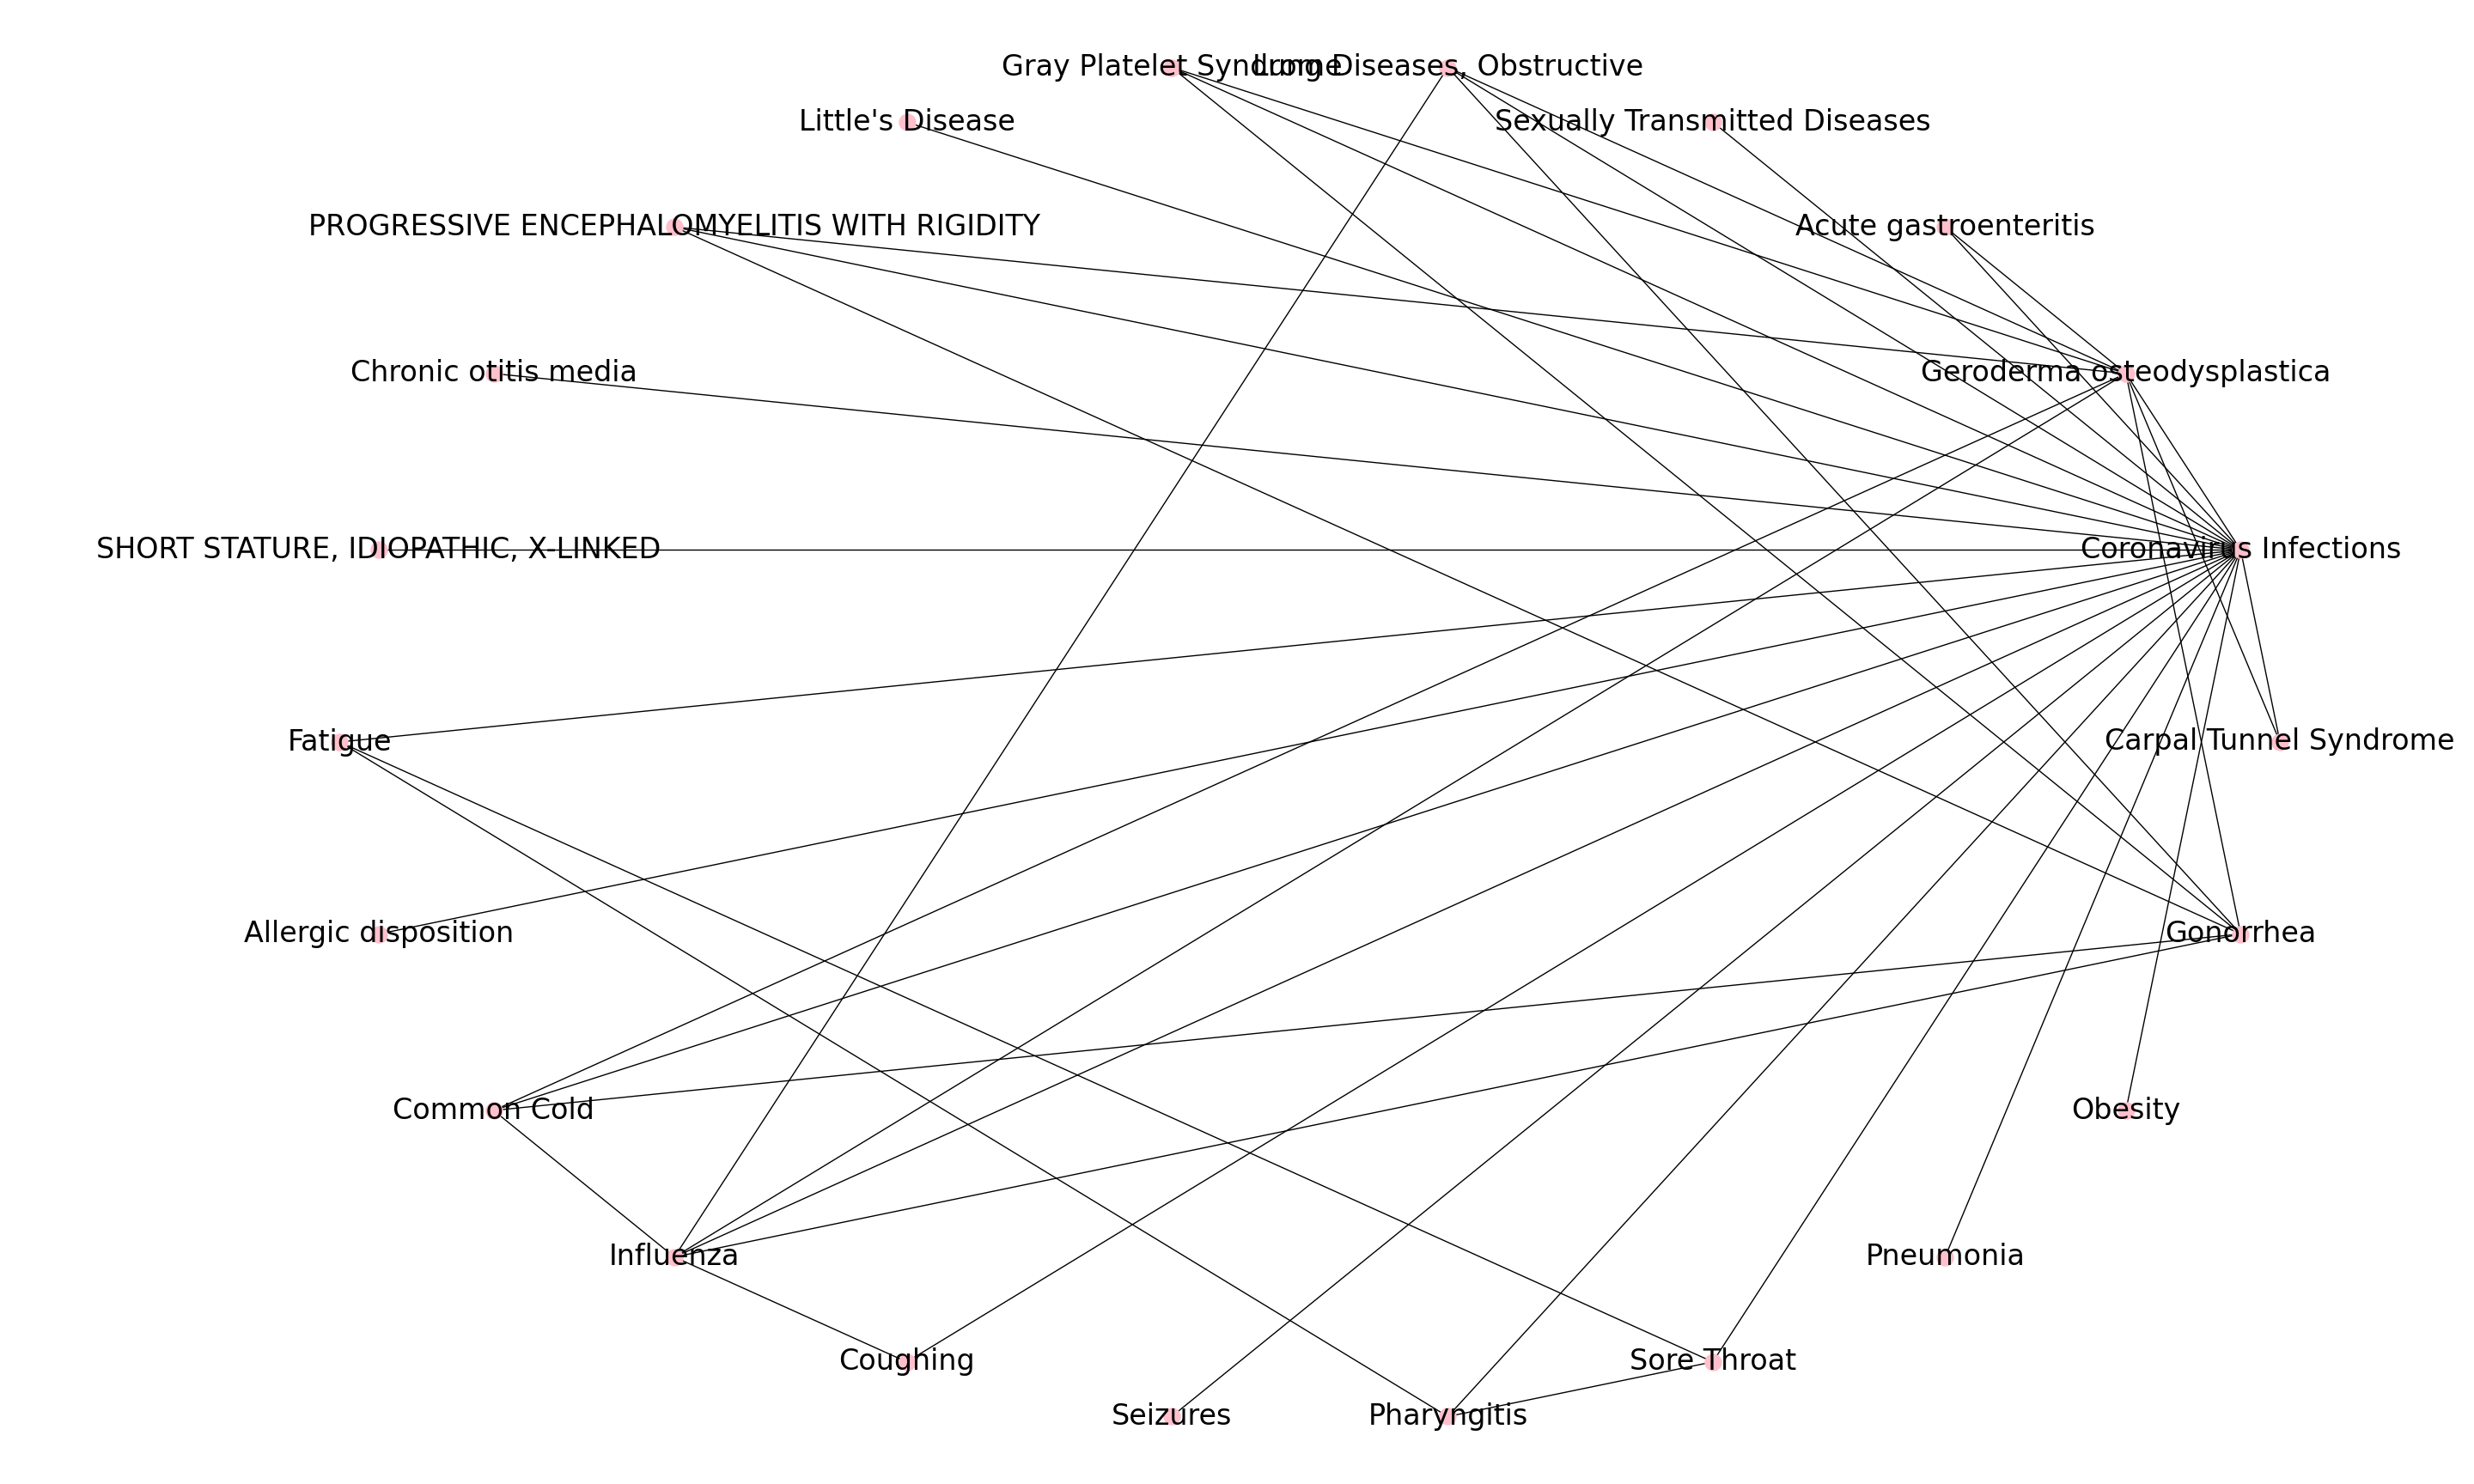 Gray Platelet Syndrome
Lung Diseases, Obstructive
Little's Disease
Sexually Transmitted Diseases
PROGRESSIVE ENCEPHALOMYELITIS WITH RIGIDITY
Acute gastroenteritis
Chronic otitis media
Geroderma osteodysplastica
SHORT STATURE, IDIOPATHIC, X-LINKED
Coronavirus Infections
Fatigue
Carpal Tunnel Syndrome
Allergic disposition
Gonorrhea
Common Cold
Obesity
Influenza
Pneumonia
Coughing
Sore Throat
Seizures
Pharyngitis